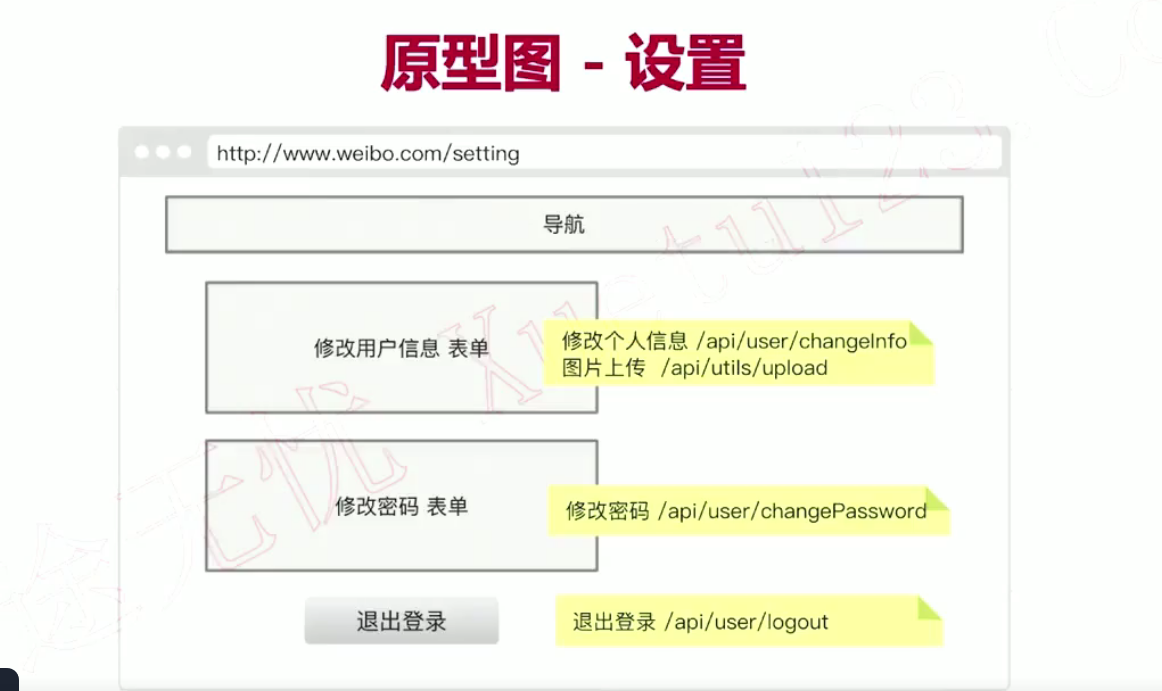 原型图 - 设置
http://www.weibo.com/setting
导航
修改用户信息 表单
修改个人信息 /api/user/changeInfo
图片上传 /api/utils/upload
修改密码 表单
修改密码 /api/user/changePassword
退出登录
退出登录 /api/user/logout